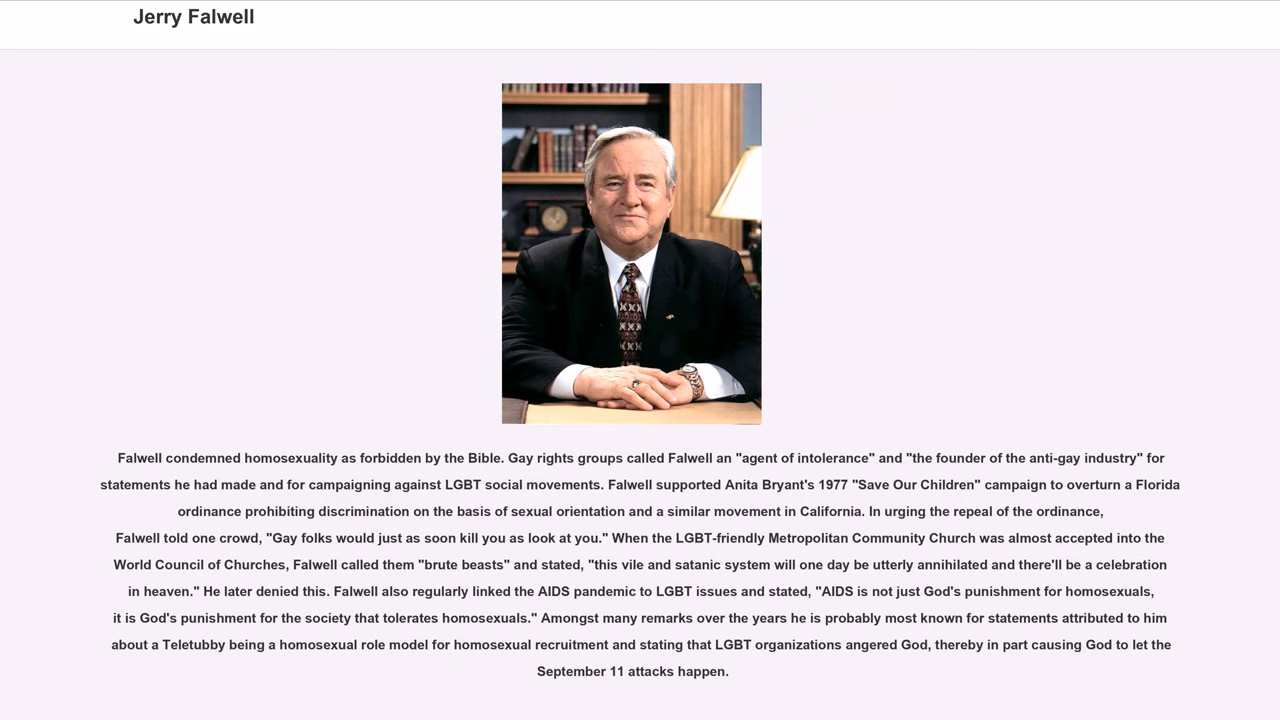 Jerry Falwell
Falwell condemned homosexuality as forbidden by the Bible. Gay rights groups called Falwell an "agent of intolerance" and "the founder of the anti-gay industry" for
statements he had made and for campaigning against LGBT social movements. Falwell supported Anita Bryant's 1977 "Save Our Children" campaign to overturn a Florida
ordinance prohibiting discrimination on the basis of sexual orientation and a similar movement in California. In urging the repeal of the ordinance,
Falwell told one crowd, "Gay folks would just as soon kill you as look at you." When the LGBT-friendly Metropolitan Community Church was almost accepted into the
World Council of Churches, Falwell called them "brute beasts" and stated, "this vile and satanic system will one day be utterly annihilated and there'll be a celebration
in heaven." He later denied this. Falwell also regularly linked the AIDS pandemic to LGBT issues and stated, "AIDS is not just God's punishment for homosexuals,
it is God's punishment for the society that tolerates homosexuals." Amongst many remarks over the years he is probably most known for statements attributed to him
about a Teletubby being a homosexual role model for homosexual recruitment and stating that LGBT organizations angered God, thereby in part causing God to let the
September 11 attacks happen.